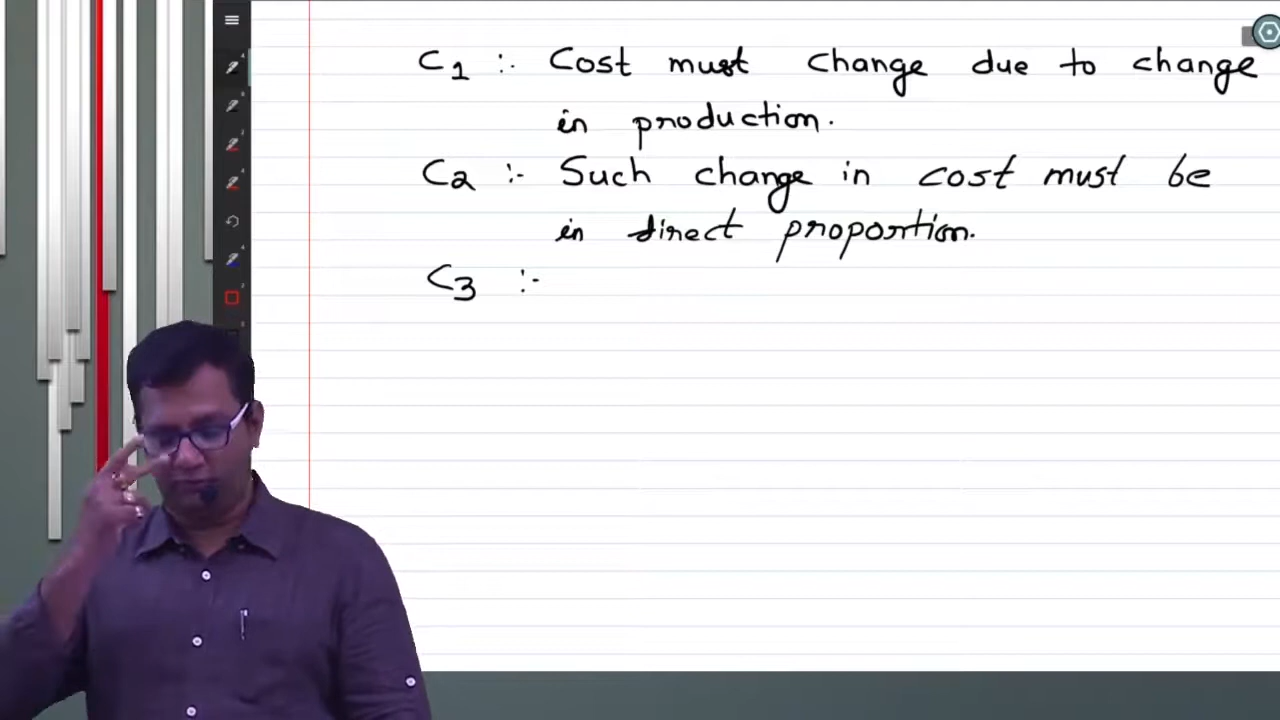 C1 :- Cost must change due to change
in production.
C2 :- Such change in cost must be
in direct proportion.
C3 :-